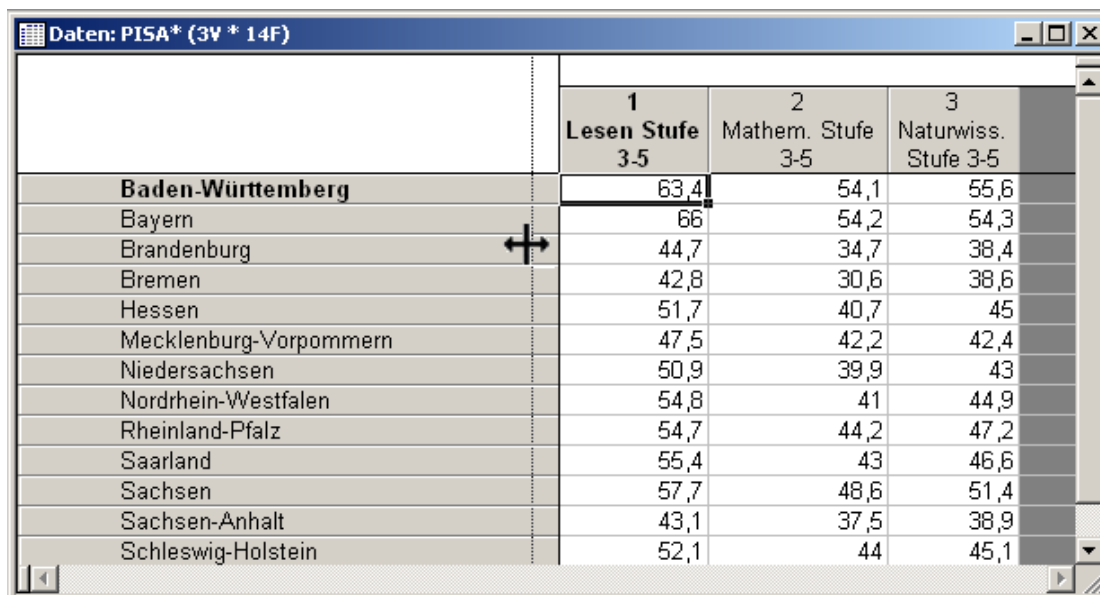 Daten: PISA* (3V * 14F)
1 2 3
Lesen Stufe Mathem. Stufe Naturwiss.
3-5 3-5 Stufe 3-5
Baden-Württemberg 63,4 54,1 55,6
Bayern 66 54,2 54,3
Brandenburg 44,7 34,7 38,4
Bremen 42,8 30,6 38,6
Hessen 51,7 40,7 45
Mecklenburg-Vorpommern 47,5 42,2 42,4
Niedersachsen 50,9 39,9 43
Nordrhein-Westfalen 54,8 41 44,9
Rheinland-Pfalz 54,7 44,2 47,2
Saarland 55,4 43 46,6
Sachsen 57,7 48,6 51,4
Sachsen-Anhalt 43,1 37,5 38,9
Schleswig-Holstein 52,1 44 45,1